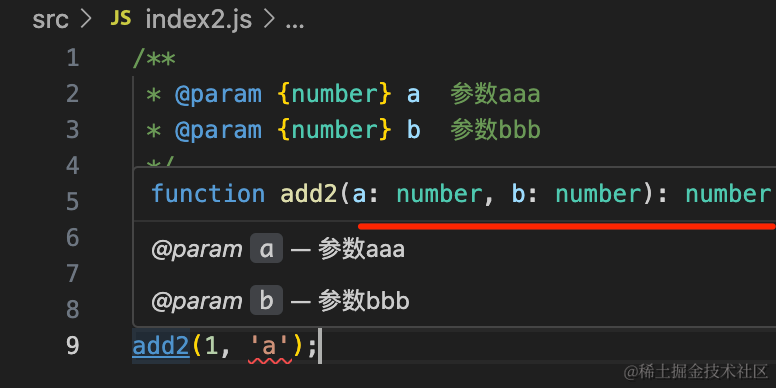 src > JS index2.js > ...
1 /**
2 * @param {number} a 参数aaa
3 * @param {number} b 参数bbb
4 */
5 function add2(a: number, b: number): number
6
@param a — 参数aaa
7
8 @param b — 参数bbb
9 add2(1, 'a');
@稀土掘金技术社区